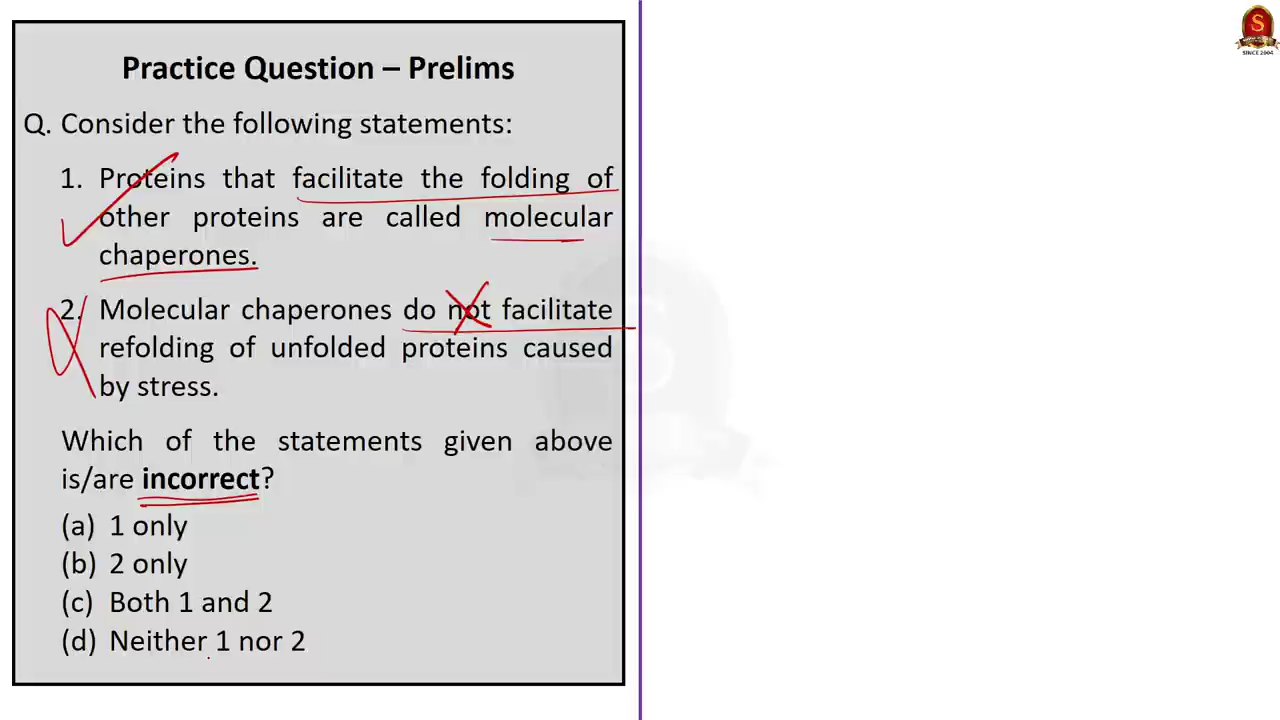 S
SINCE 2004
Practice Question – Prelims
Q. Consider the following statements:
1. Proteins that facilitate the folding of
other proteins are called molecular
chaperones.
2. Molecular chaperones do not facilitate
refolding of unfolded proteins caused
by stress.
Which of the statements given above
is/are incorrect?
(a) 1 only
(b) 2 only
(c) Both 1 and 2
(d) Neither 1 nor 2